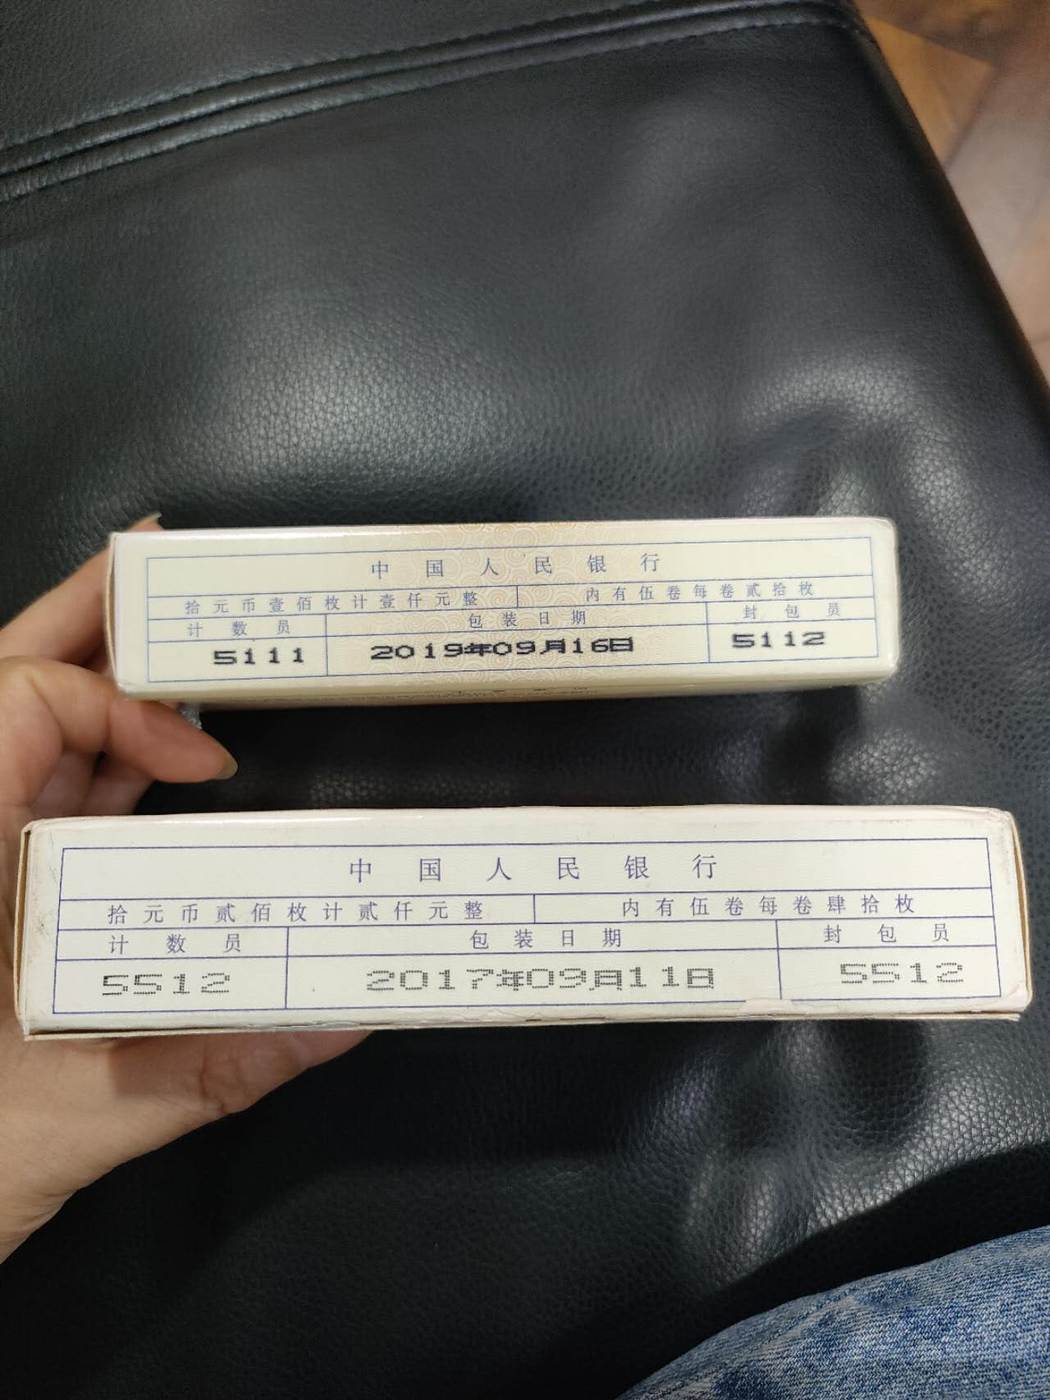 中国人民银行
拾元币壹佰枚计壹仟元整 内有伍卷每卷贰拾枚
计数员 包装日期 封包员
5111 2019年09月16日 5112
中国人民银行
拾元币贰佰枚计贰仟元整 内有伍卷每卷肆拾枚
计数员 包装日期 封包员
5512 2017年09月11日 5512